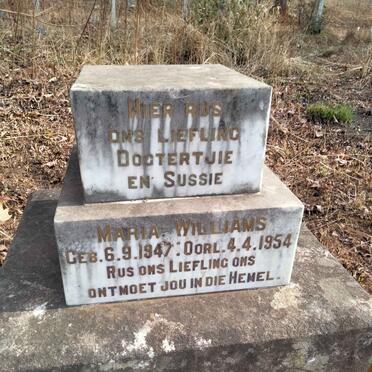 HIER RUS
ONS LIEFLING
DOGTERTJIE
EN SUSSIE
MARIA WILLIAMS
GEB. 6.9.1947. OORL. 4.4.1954
RUS ONS LIEFLING ONS
ONTMOET JOU IN DIE HEMEL.